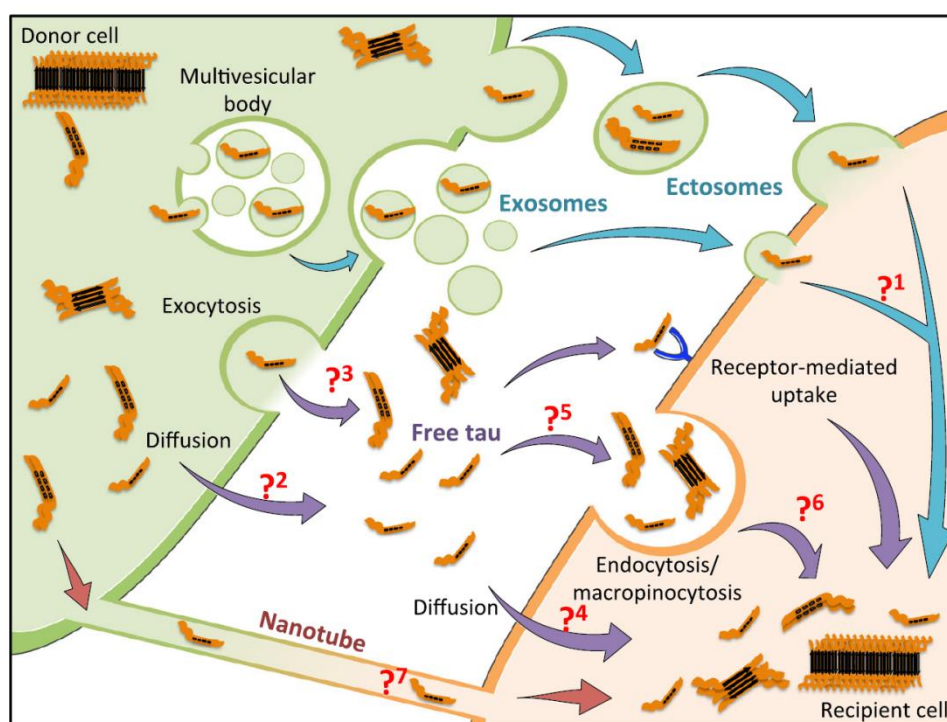 Donor cell
Multivesicular
body
Exosomes
Ectosomes
?1
Exocytosis
?3
Receptor-mediated
uptake
Free tau
?5
Diffusion
?2
?6
Endocytosis/
macropinocytosis
Diffusion
?4
Nanotube
?7
Recipient cell